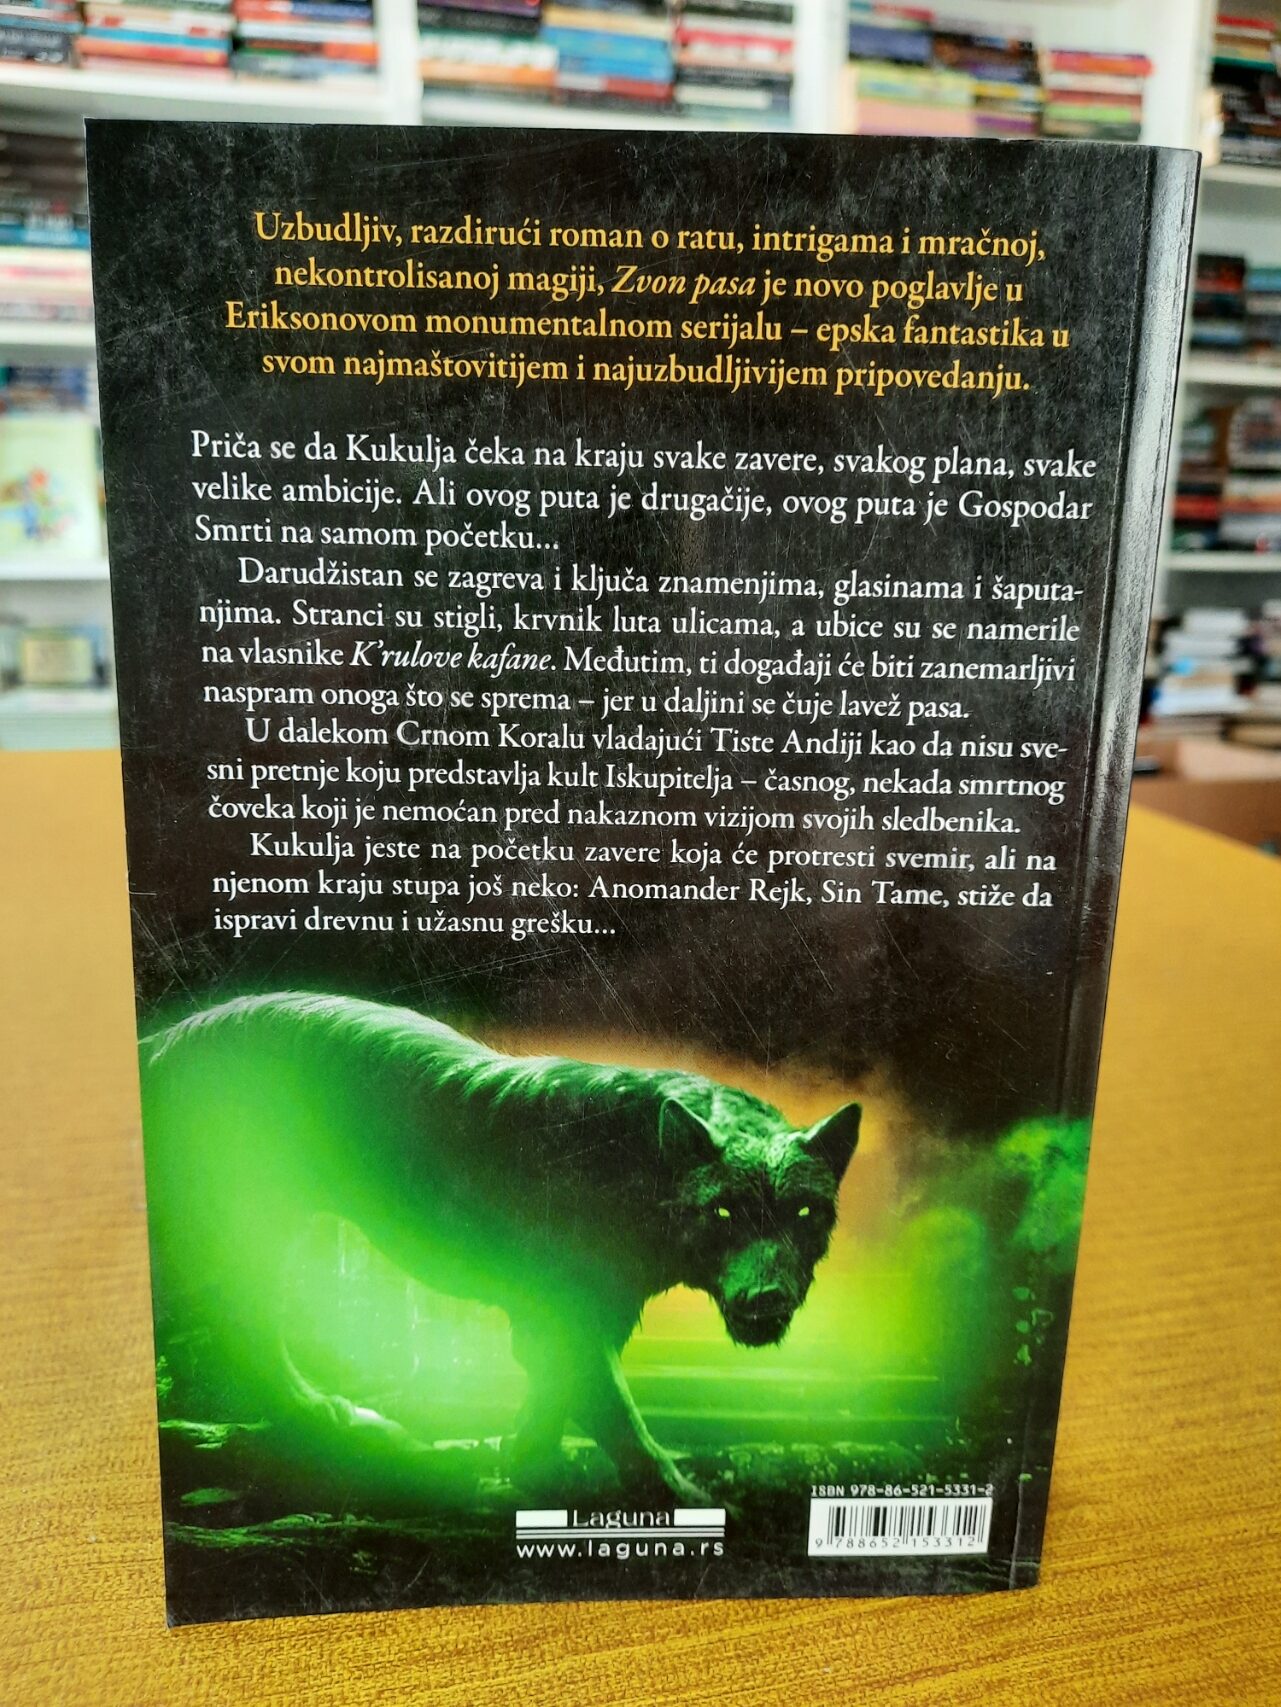 Uzbudljiv, razdirući roman o ratu, intrigama i mračnoj,
nekontrolisanoj magiji, Zvon pasa je novo poglavlje u
Eriksonovom monumentalnom serijalu – epska fantastika u
svom najmaštovitijem i najuzbudljivijem pripovedanju.
Priča se da Kukulja čeka na kraju svake zavere, svakog plana, svake
velike ambicije. Ali ovog puta je drugačije, ovog puta je Gospodar
Smrti na samom početku...
Darudžistan se zagreva i ključa znamenjima, glasinama i šaputa-
njima. Stranci su stigli, krvnik luta ulicama, a ubice su se namerile
na vlasnike K’rulove kafane. Međutim, ti događaji će biti zanemarljivi
naspram onoga što se sprema – jer u daljini se čuje lavež pasa.
U dalekom Crnom Koralu vladajući Tiste Andiji kao da nisu sve-
sni pretnje koju predstavlja kult Iskupitelja – časnog, nekada smrtnog
čoveka koji je nemoćan pred nakaznom vizijom svojih sledbenika.
Kukulja jeste na početku zavere koja će protresti svemir, ali na
njenom kraju stupa još neko: Anomander Rejk, Sin Tame, stiže da
ispravi drevnu i užasnu grešku...
ISBN 978-86-521-5331-2
Laguna
www.laguna.rs
9 788652 153312